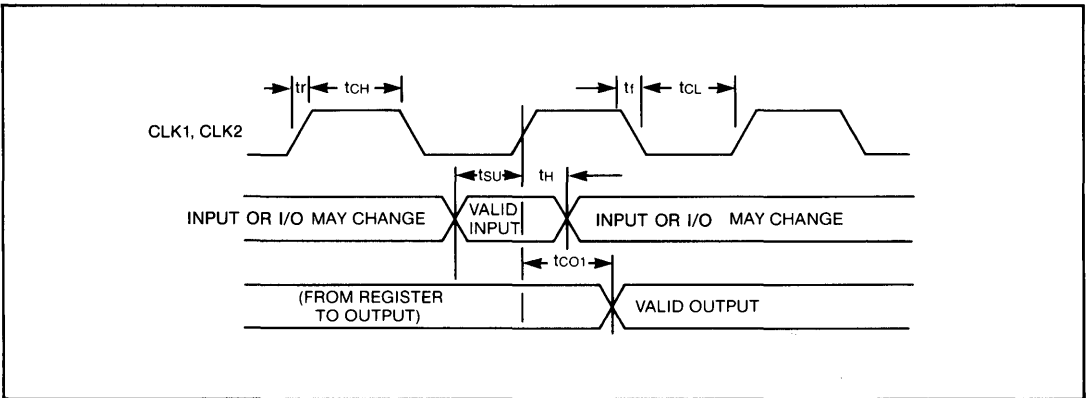 tr tCH tf tCL
CLK1, CLK2
tSU tH
INPUT OR I/O MAY CHANGE VALID INPUT INPUT OR I/O MAY CHANGE
tCO1
(FROM REGISTER
TO OUTPUT)
VALID OUTPUT